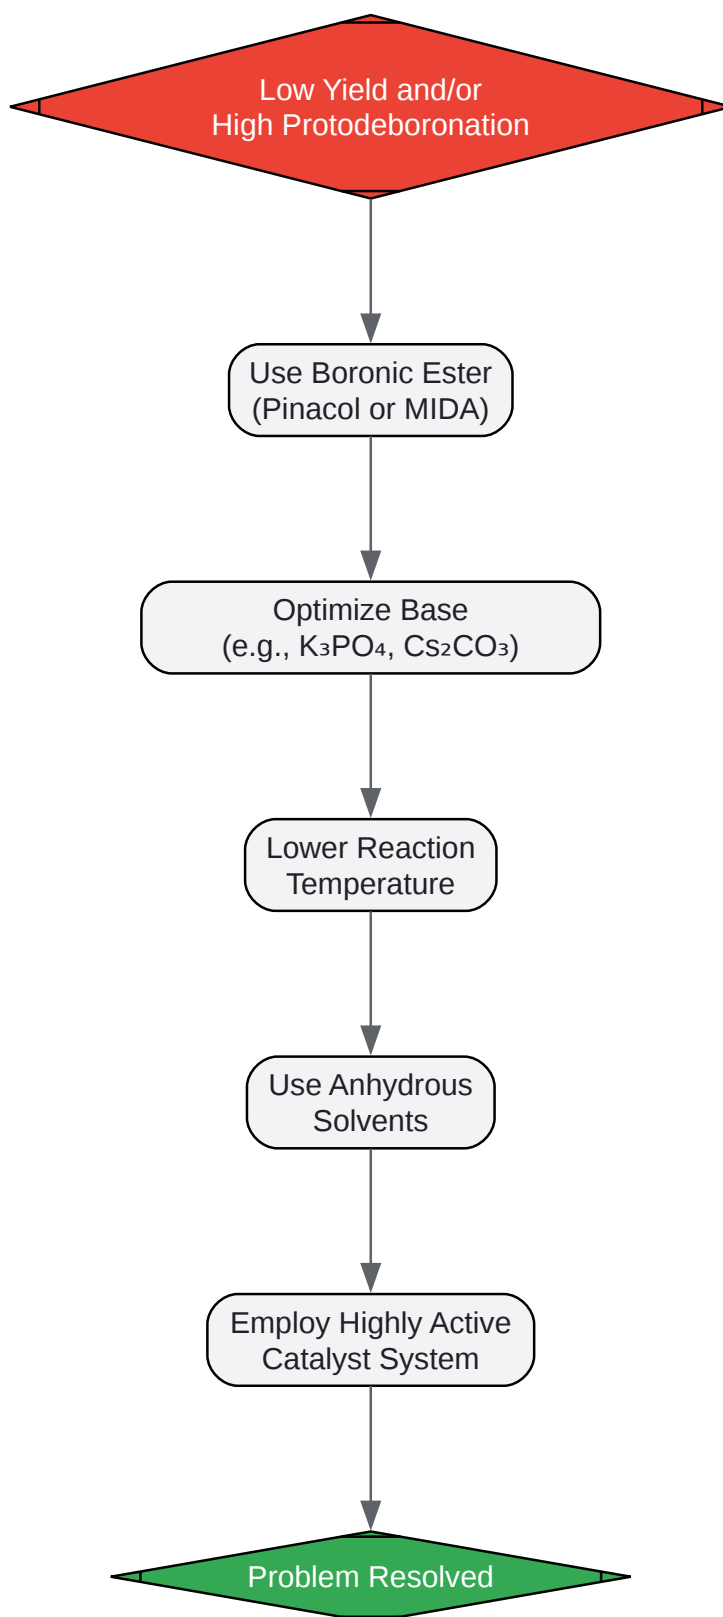 Low Yield and/or
High Protodeboronation
Use Boronic Ester
(Pinacol or MIDA)
Optimize Base
(e.g., K₃PO₄, Cs₂CO₃)
Lower Reaction
Temperature
Use Anhydrous
Solvents
Employ Highly Active
Catalyst System
Problem Resolved